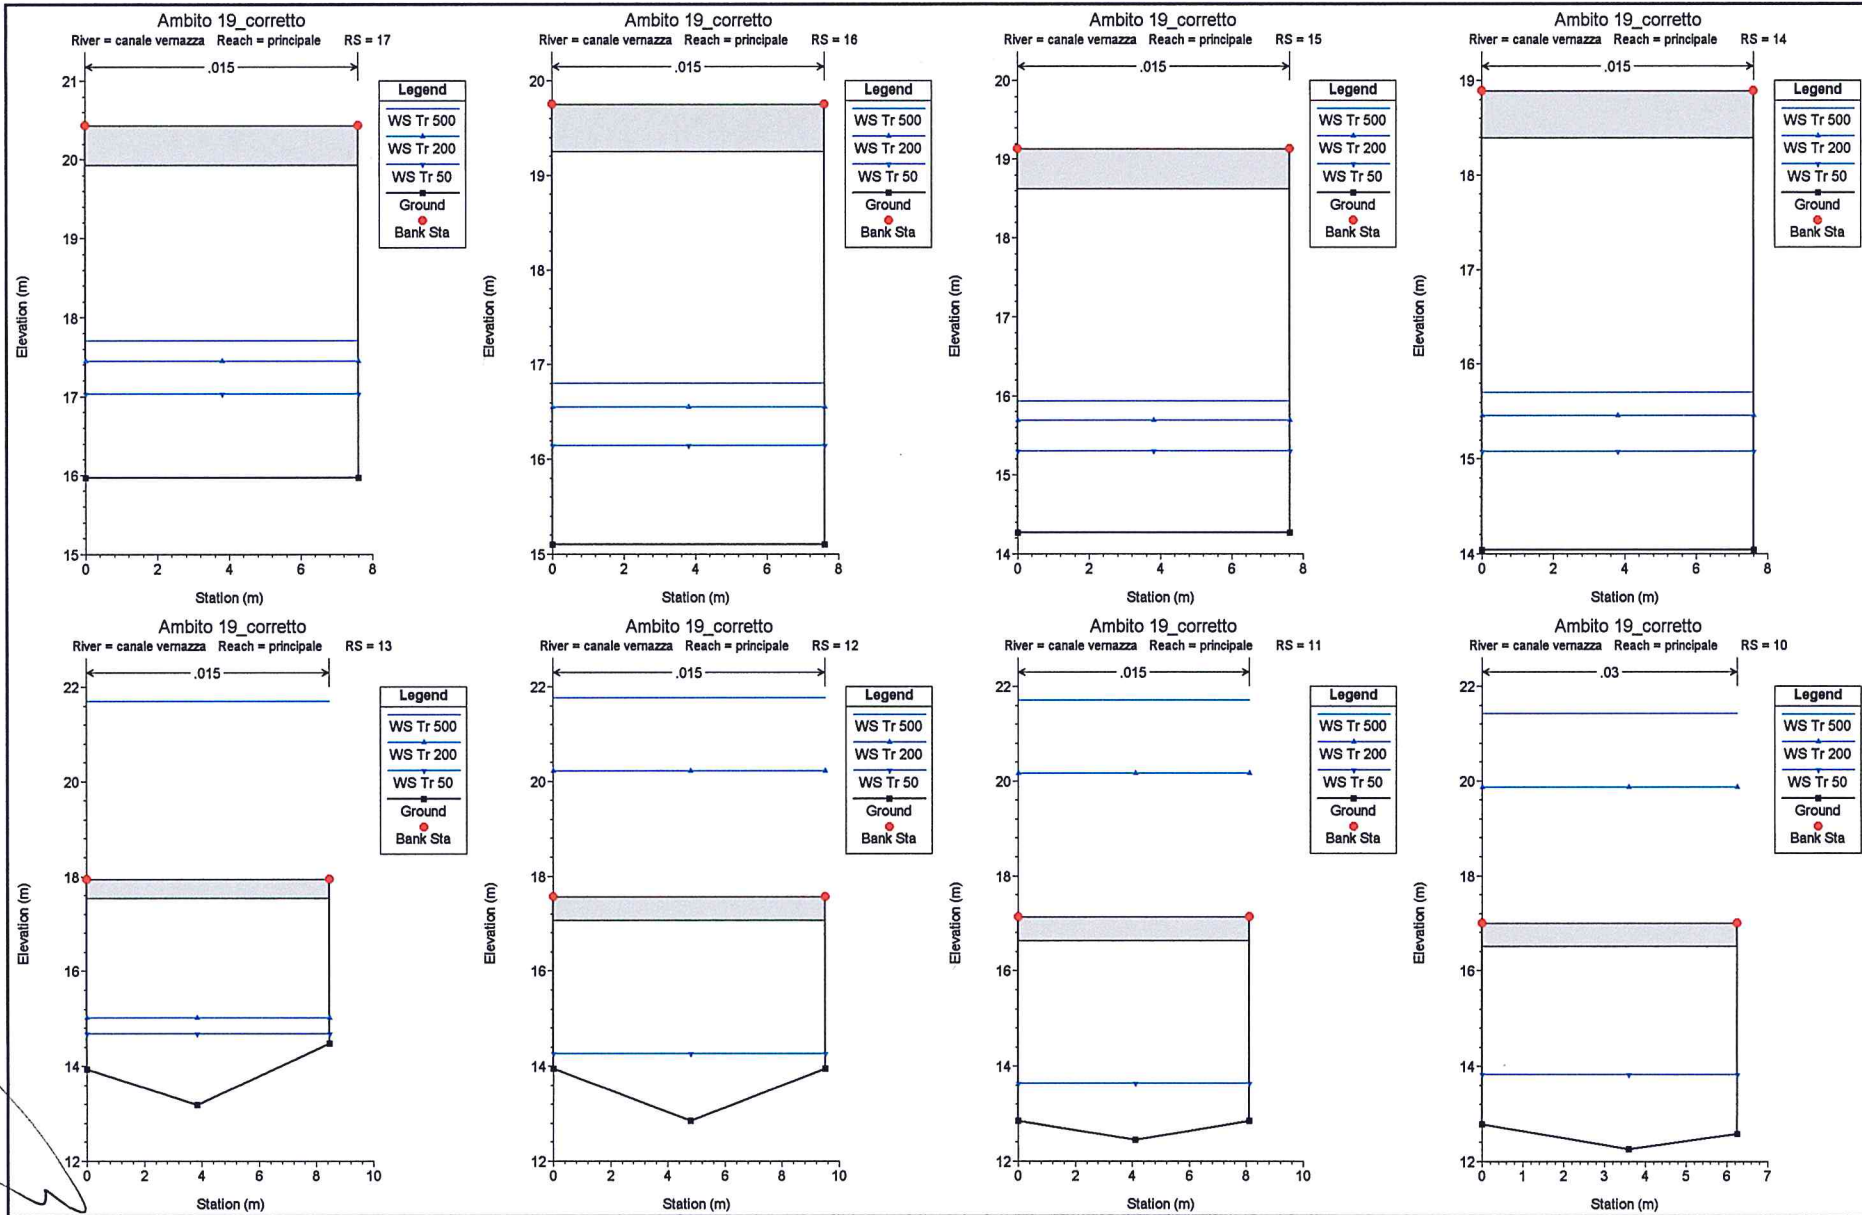 Ambito 19_corretto
River = canale vernazza Reach = principale RS = 17
.015
Elevation (m)
21
20
19
18
17
16
15
0 2 4 6 8
Station (m)
Legend
WS Tr 500
WS Tr 200
WS Tr 50
Ground
Bank Sta
Ambito 19_corretto
River = canale vernazza Reach = principale RS = 16
.015
Elevation (m)
20
19
18
17
16
15
0 2 4 6 8
Station (m)
Legend
WS Tr 500
WS Tr 200
WS Tr 50
Ground
Bank Sta
Ambito 19_corretto
River = canale vernazza Reach = principale RS = 15
.015
Elevation (m)
20
19
18
17
16
15
14
0 2 4 6 8 10
Station (m)
Legend
WS Tr 500
WS Tr 200
WS Tr 50
Ground
Bank Sta
Ambito 19_corretto
River = canale vernazza Reach = principale RS = 14
.015
Elevation (m)
19
18
17
16
15
14
0 2 4 6 8
Station (m)
Legend
WS Tr 500
WS Tr 200
WS Tr 50
Ground
Bank Sta
Ambito 19_corretto
River = canale vernazza Reach = principale RS = 13
.015
Elevation (m)
22
20
18
16
14
12
0 2 4 6 8 10
Station (m)
Legend
WS Tr 500
WS Tr 200
WS Tr 50
Ground
Bank Sta
Ambito 19_corretto
River = canale vernazza Reach = principale RS = 12
.015
Elevation (m)
22
20
18
16
14
12
0 2 4 6 8 10
Station (m)
Legend
WS Tr 500
WS Tr 200
WS Tr 50
Ground
Bank Sta
Ambito 19_corretto
River = canale vernazza Reach = principale RS = 11
.015
Elevation (m)
22
20
18
16
14
12
0 2 4 6 8 10
Station (m)
Legend
WS Tr 500
WS Tr 200
WS Tr 50
Ground
Bank Sta
Ambito 19_corretto
River = canale vernazza Reach = principale RS = 10
.03
Elevation (m)
22
20
18
16
14
12
0 1 2 3 4 5 6 7
Station (m)
Legend
WS Tr 500
WS Tr 200
WS Tr 50
Ground
Bank Sta